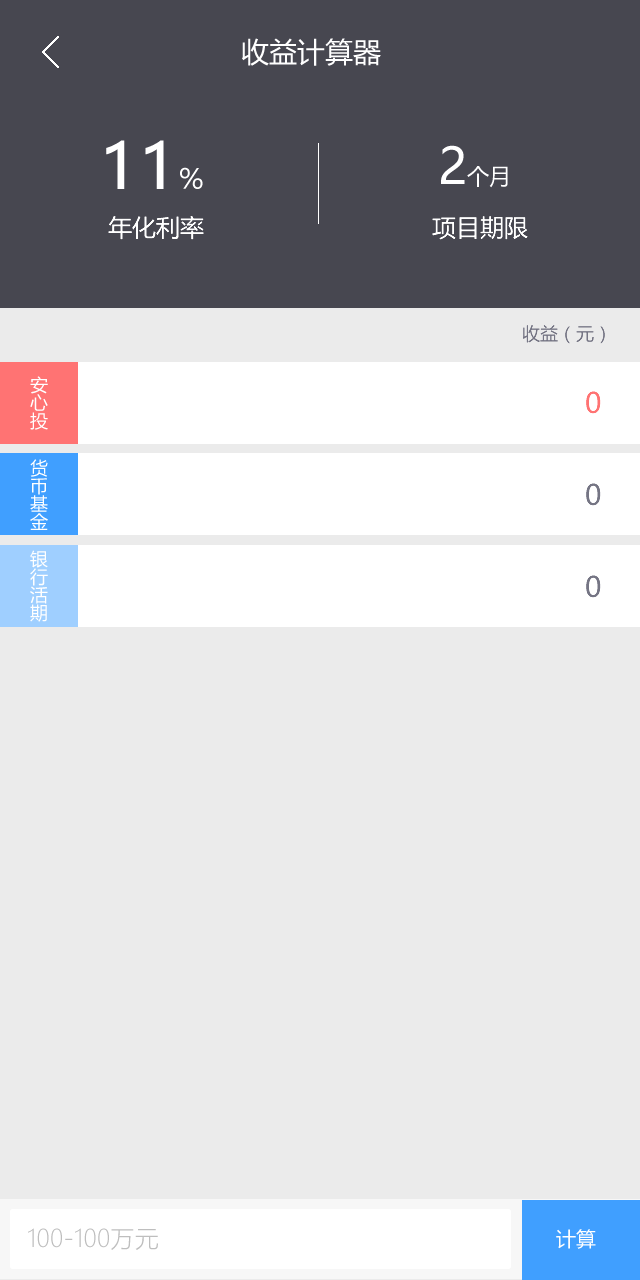 收益计算器
11%
年化利率
2个月
项目期限
收益（元）
安心投
0
货币基金
0
银行活期
0
100-100万元
计算